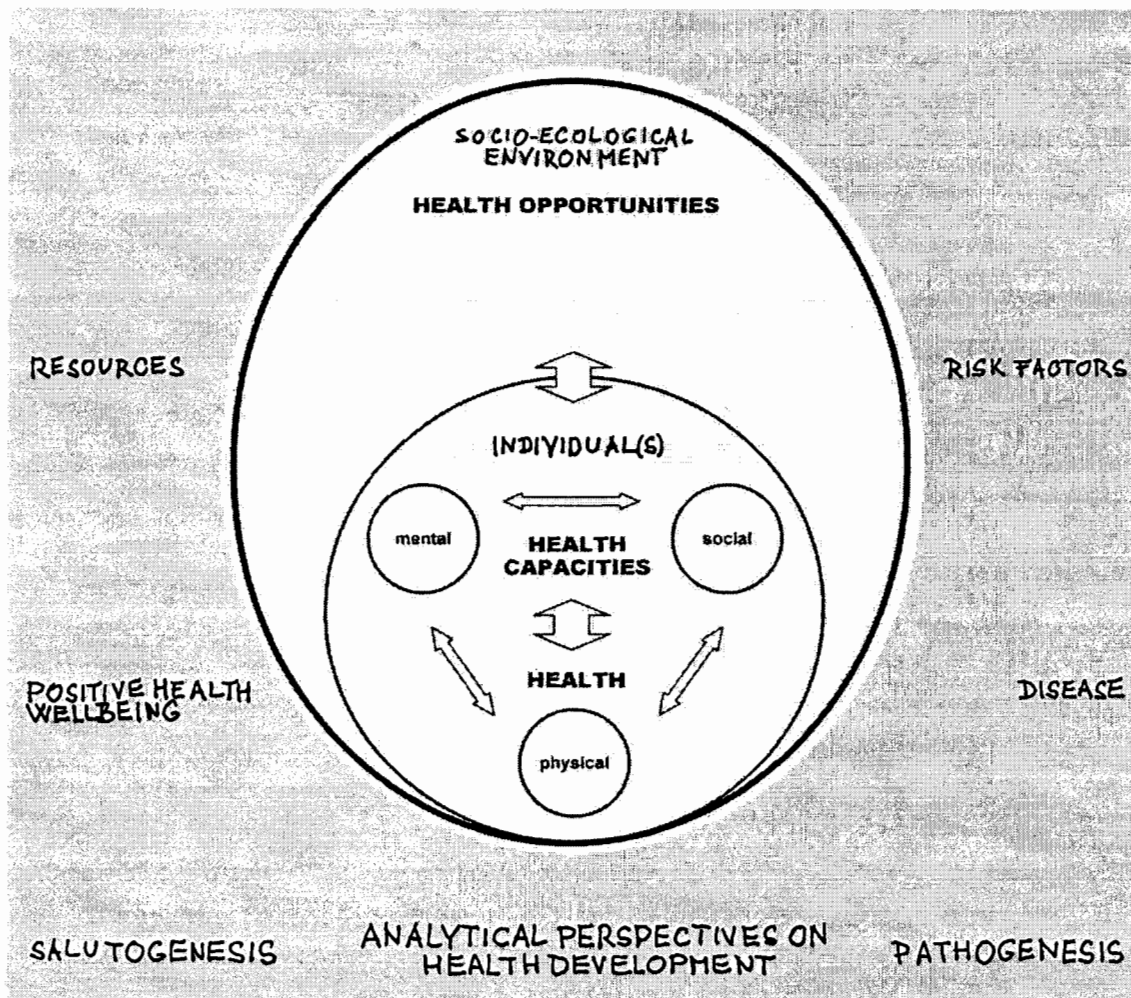 SOCIO-ECOLOGICAL
ENVIRONMENT
HEALTH OPPORTUNITIES
RESOURCES
RISK FACTORS
INDIVIDUAL(S)
mental
social
HEALTH
CAPACITIES
HEALTH
POSITIVE HEALTH
WELLBEING
DISEASE
physical
SALUTOGENESIS
ANALYTICAL PERSPECTIVES ON
HEALTH DEVELOPMENT
PATHOGENESIS